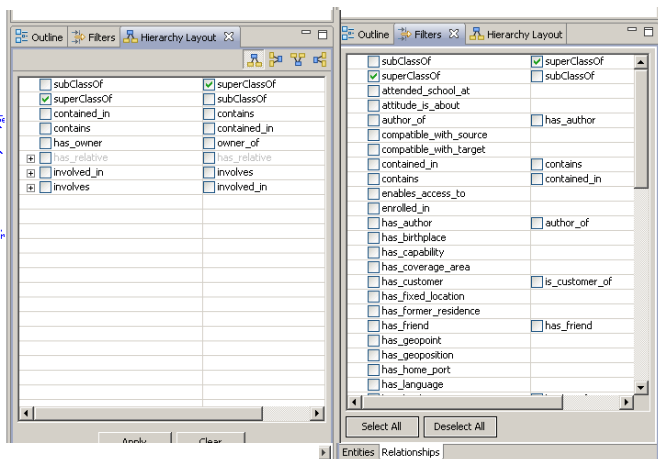 Outline Filters Hierarchy Layout
subClassOf superClassOf
superClassOf subClassOf
contained_in contains
contains contained_in
has_owner owner_of
has_relative has_relative
involved_in involves
involves involved_in
Apply Clear
Outline Filters Hierarchy Layout
subClassOf superClassOf
superClassOf subClassOf
attended_school_at
attitude_is_about
author_of has_author
compatible_with_source
compatible_with_target
contained_in contains
contains contained_in
enables_access_to
enrolled_in
has_author author_of
has_birthplace
has_capability
has_coverage_area
has_customer is_customer_of
has_fixed_location
has_former_residence
has_friend has_friend
has_geopoint
has_geoposition
has_home_port
has_language
Select All Deselect All
Entities Relationships